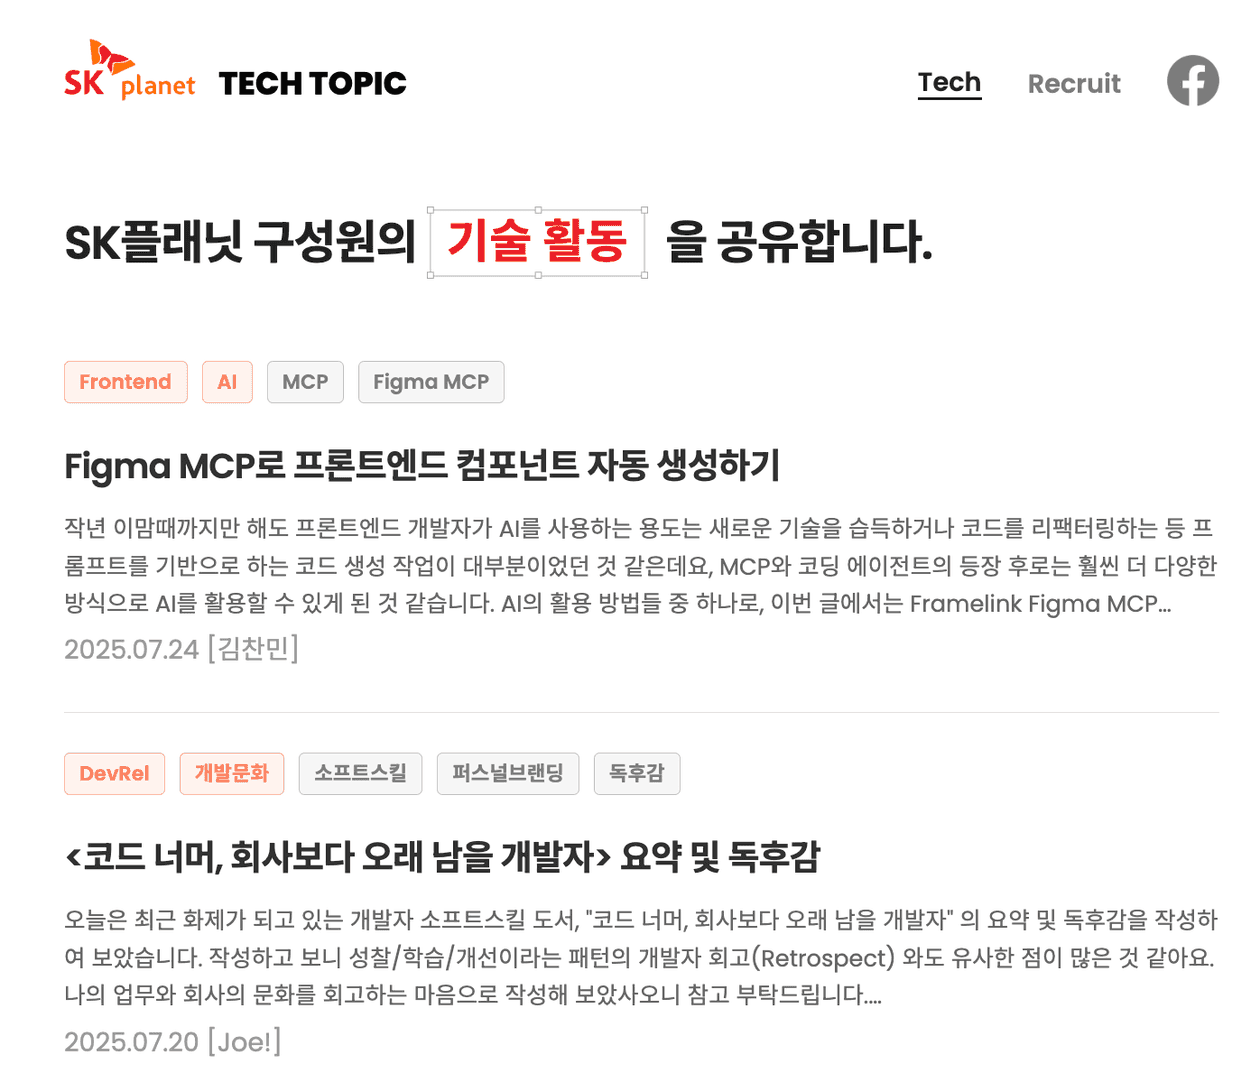 SK planet TECH TOPIC
Tech Recruit
SK플래닛 구성원의 기술 활동 을 공유합니다.
Frontend AI MCP Figma MCP
Figma MCP로 프론트엔드 컴포넌트 자동 생성하기
작년 이맘때까지만 해도 프론트엔드 개발자가 AI를 사용하는 용도는 새로운 기술을 습득하거나 코드를 리팩터링하는 등 프
롬프트를 기반으로 하는 코드 생성 작업이 대부분이었던 것 같은데요, MCP와 코딩 에이전트의 등장 후로는 훨씬 더 다양한
방식으로 AI를 활용할 수 있게 된 것 같습니다. AI의 활용 방법들 중 하나로, 이번 글에서는 Framelink Figma MCP...
2025.07.24 [김찬민]
DevRel 개발문화 소프트스킬 퍼스널브랜딩 독후감
<코드 너머, 회사보다 오래 남을 개발자> 요약 및 독후감
오늘은 최근 화제가 되고 있는 개발자 소프트스킬 도서, "코드 너머, 회사보다 오래 남을 개발자" 의 요약 및 독후감을 작성하
여 보았습니다. 작성하고 보니 성찰/학습/개선이라는 패턴의 개발자 회고(Retrospect) 와도 유사한 점이 많은 것 같아요.
나의 업무와 회사의 문화를 회고하는 마음으로 작성해 보았사오니 참고 부탁드립니다....
2025.07.20 [Joe!]